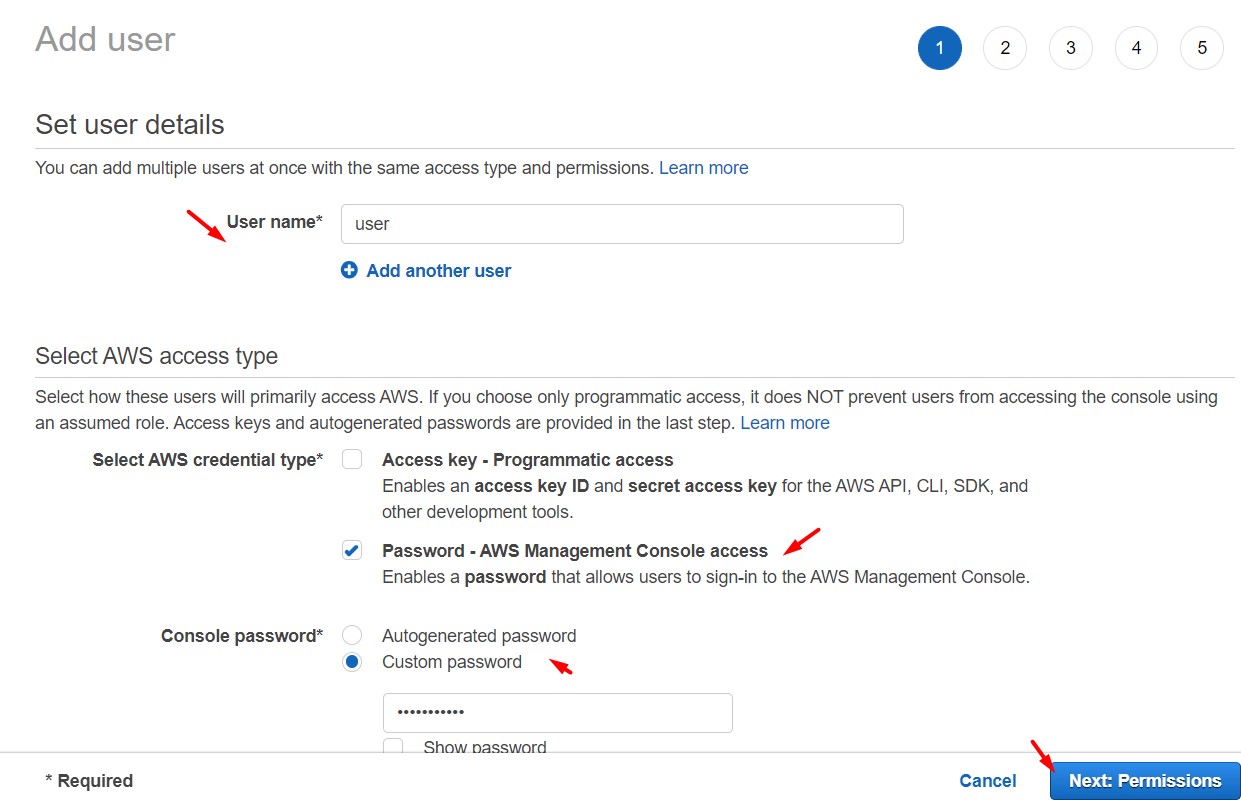 Add user
1 2 3 4 5
Set user details
You can add multiple users at once with the same access type and permissions. Learn more
User name* user
Add another user
Select AWS access type
Select how these users will primarily access AWS. If you choose only programmatic access, it does NOT prevent users from accessing the console using
an assumed role. Access keys and autogenerated passwords are provided in the last step. Learn more
Select AWS credential type* Access key - Programmatic access
Enables an access key ID and secret access key for the AWS API, CLI, SDK, and
other development tools.
Password - AWS Management Console access
Enables a password that allows users to sign-in to the AWS Management Console.
Console password* Autogenerated password
Custom password
•••••••••••
Show password
* Required Cancel Next: Permissions